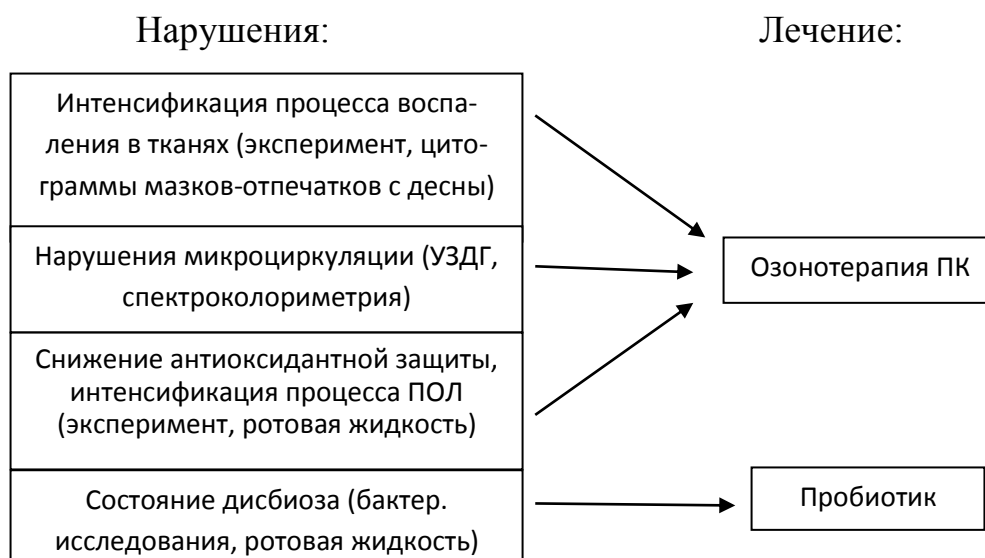 Нарушения:
Лечение:
Интенсификация процесса воспа-
ления в тканях (эксперимент, цито-
граммы мазков-отпечатков с десны)
Нарушения микроциркуляции (УЗДГ,
спектроколориметрия)
Снижение антиоксидантной защиты,
интенсификация процесса ПОЛ
(эксперимент, ротовая жидкость)
Состояние дисбиоза (бактер.
исследования, ротовая жидкость)
Озонотерапия ПК
Пробиотик